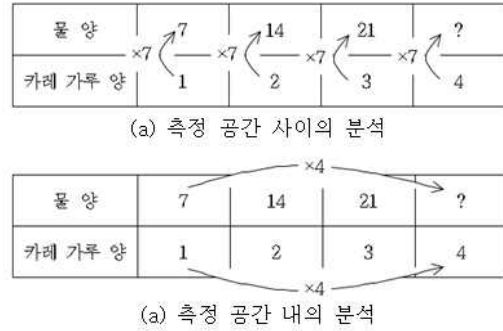 물 양 7 14 21 ?
×7 ×7 ×7 ×7
카레 가루 양 1 2 3 4
(a) 측정 공간 사이의 분석
×4
물 양 7 14 21 ?
카레 가루 양 1 2 3 4
×4
(a) 측정 공간 내의 분석